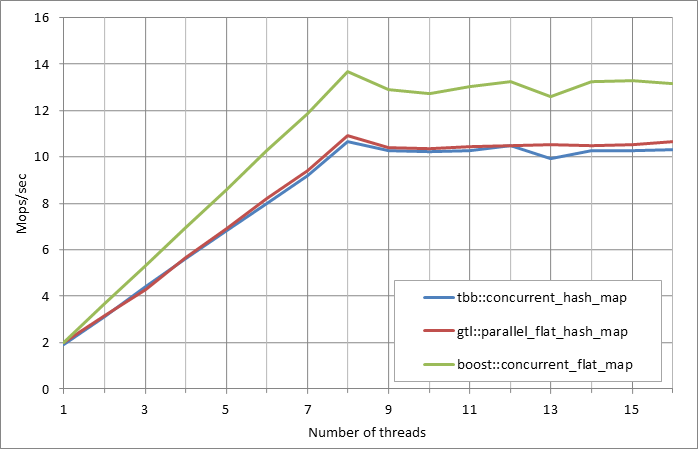 16
14
12
10
8
6
4
2
0
Mops/sec
tbb::concurrent_hash_map
gtl::parallel_flat_hash_map
boost::concurrent_flat_map
1 3 5 7 9 11 13 15
Number of threads